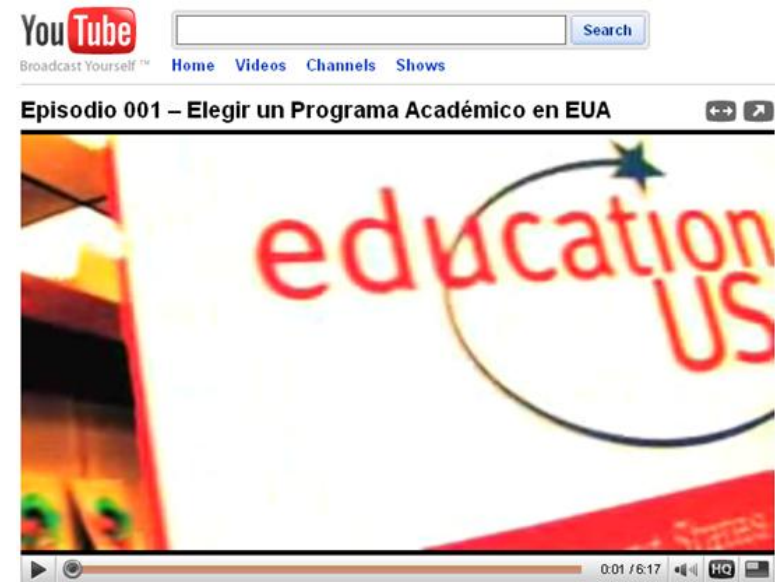 You Tube
Broadcast Yourself ™
Search
Home Videos Channels Shows
Episodio 001 – Elegir un Programa Académico en EUA
education
US
States
0:01 / 6:17
HQ